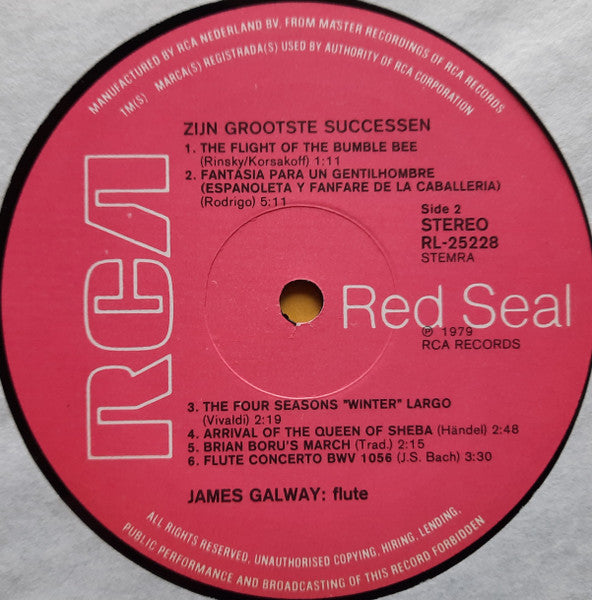 MANUFACTURED BY RCA NEDERLAND BV. FROM MASTER RECORDINGS OF RCA RECORDS
TM(S) MARCA(S) REGISTRADA(S) USED BY AUTHORITY OF RCA CORPORATION
ZIJN GROOTSTE SUCCESSEN
1. THE FLIGHT OF THE BUMBLE BEE
(Rinsky/Korsakoff) 1:11
2. FANTASIA PARA UN GENTILHOMBRE
(ESPANOLETA Y FANFARE DE LA CABALLERIA)
(Rodrigo) 5:11
Side 2
STEREO
RL-25228
STEMRA
RCA
Red Seal
℗ 1979
RCA RECORDS
3. THE FOUR SEASONS "WINTER" LARGO
(Vivaldi) 2:19
4. ARRIVAL OF THE QUEEN OF SHEBA (Händel) 2:48
5. BRIAN BORU'S MARCH (Trad.) 2:15
6. FLUTE CONCERTO BWV 1056 (J.S. Bach) 3:30
JAMES GALWAY: flute
ALL RIGHTS RESERVED, UNAUTHORISED COPYING, HIRING, LENDING,
PUBLIC PERFORMANCE AND BROADCASTING OF THIS RECORD FORBIDDEN